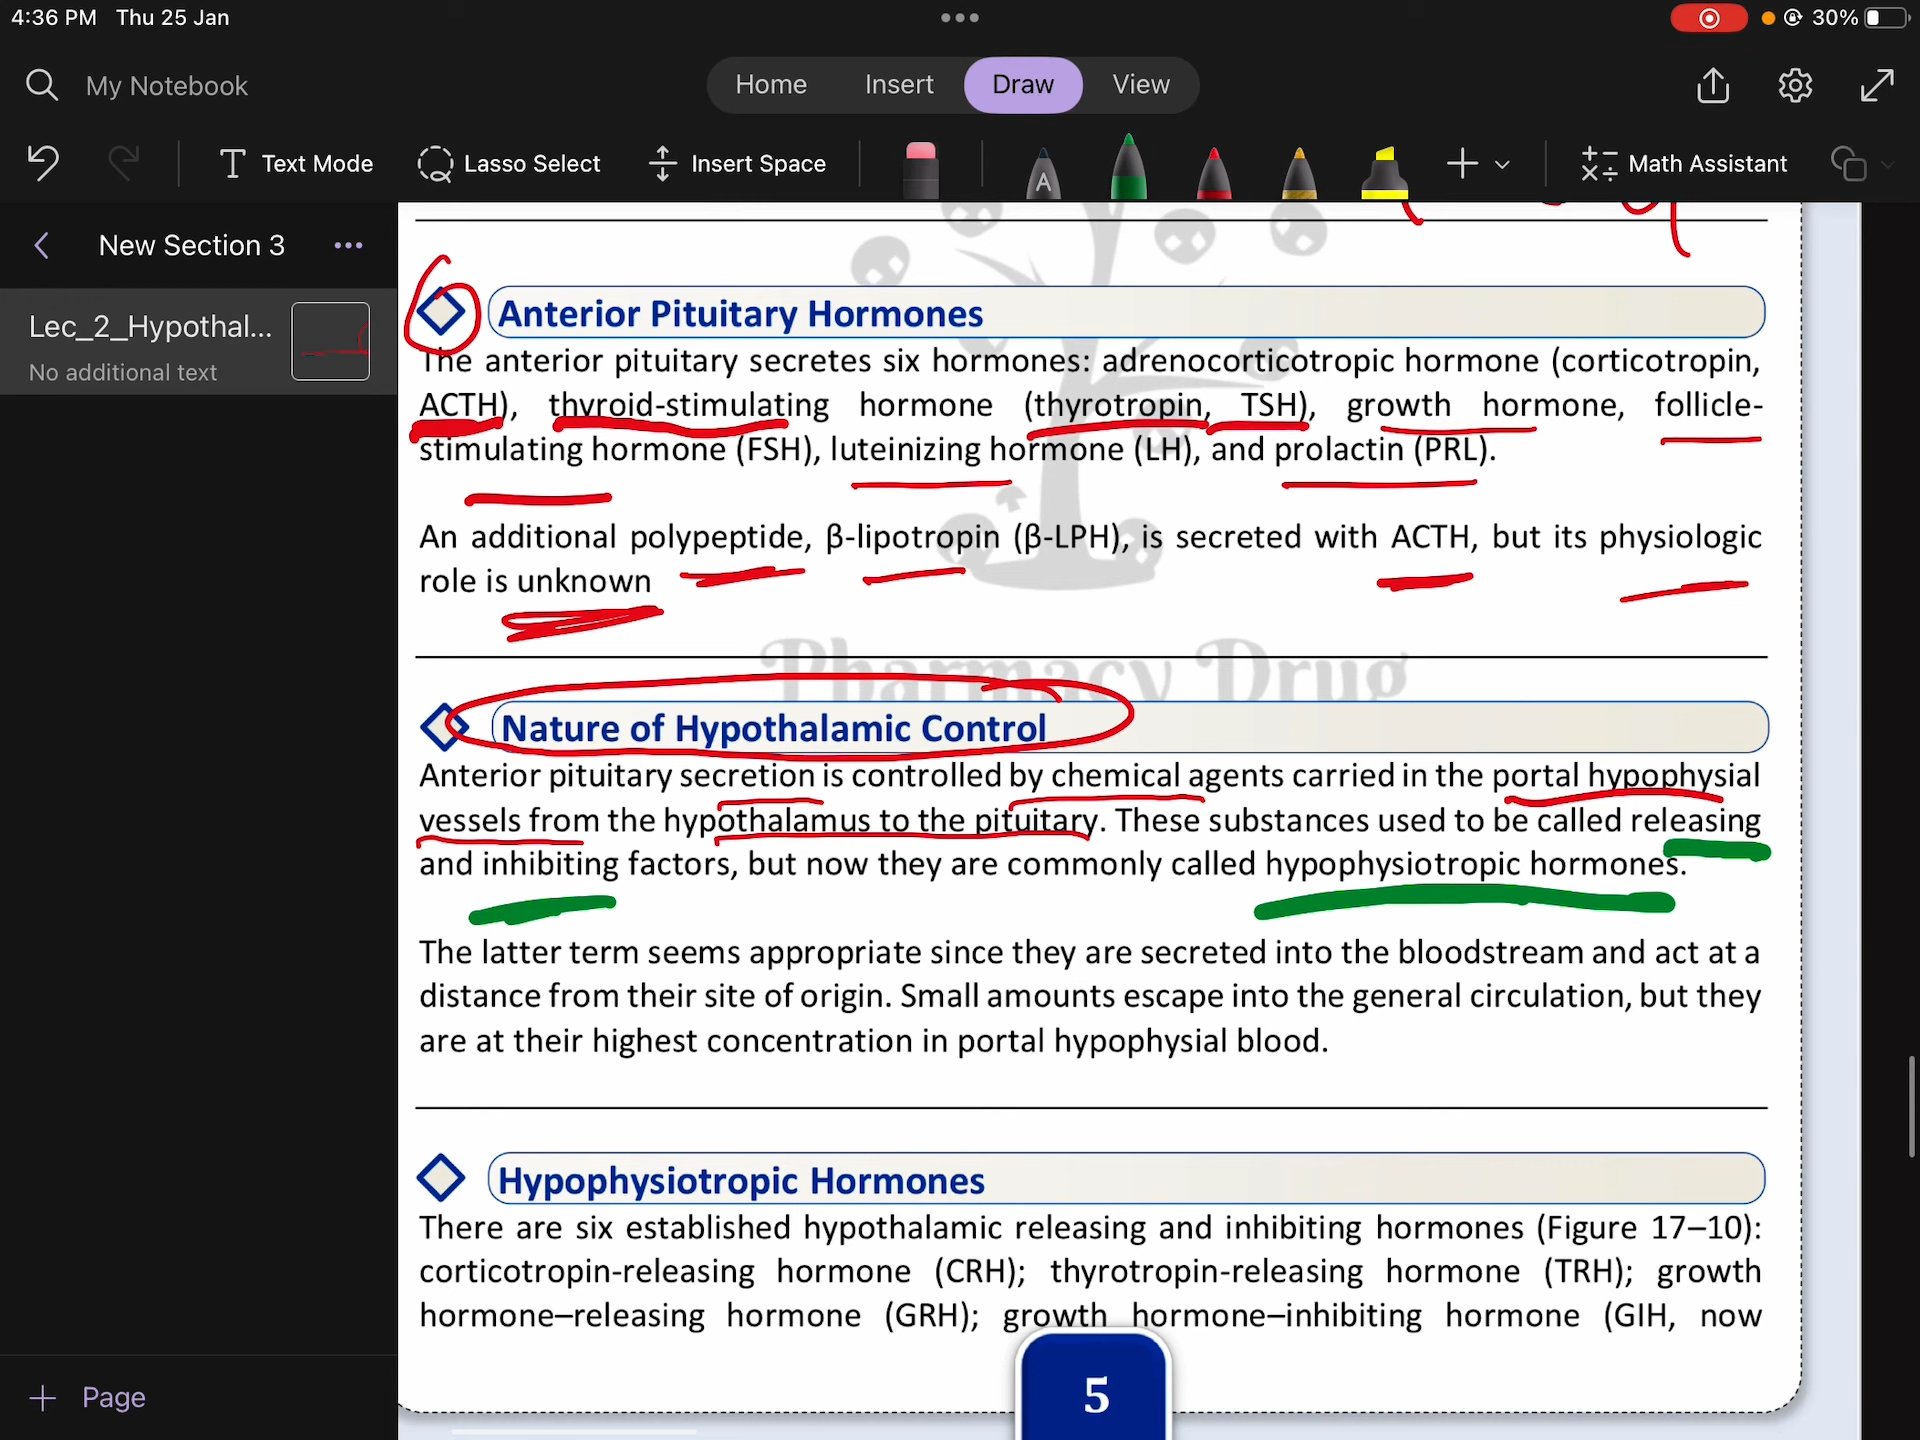 4:36 PM Thu 25 Jan
30%
My Notebook
Home Insert Draw View
Text Mode Lasso Select Insert Space A Math Assistant
New Section 3
Lec_2_Hypothal...
No additional text
Anterior Pituitary Hormones
The anterior pituitary secretes six hormones: adrenocorticotropic hormone (corticotropin,
ACTH), thyroid-stimulating hormone (thyrotropin, TSH), growth hormone, follicle-
stimulating hormone (FSH), luteinizing hormone (LH), and prolactin (PRL).
An additional polypeptide, β-lipotropin (β-LPH), is secreted with ACTH, but its physiologic
role is unknown
Pharmacy Drug
Nature of Hypothalamic Control
Anterior pituitary secretion is controlled by chemical agents carried in the portal hypophysial
vessels from the hypothalamus to the pituitary. These substances used to be called releasing
and inhibiting factors, but now they are commonly called hypophysiotropic hormones.
The latter term seems appropriate since they are secreted into the bloodstream and act at a
distance from their site of origin. Small amounts escape into the general circulation, but they
are at their highest concentration in portal hypophysial blood.
Hypophysiotropic Hormones
There are six established hypothalamic releasing and inhibiting hormones (Figure 17–10):
corticotropin-releasing hormone (CRH); thyrotropin-releasing hormone (TRH); growth
hormone–releasing hormone (GRH); growth hormone–inhibiting hormone (GIH, now
5
Page